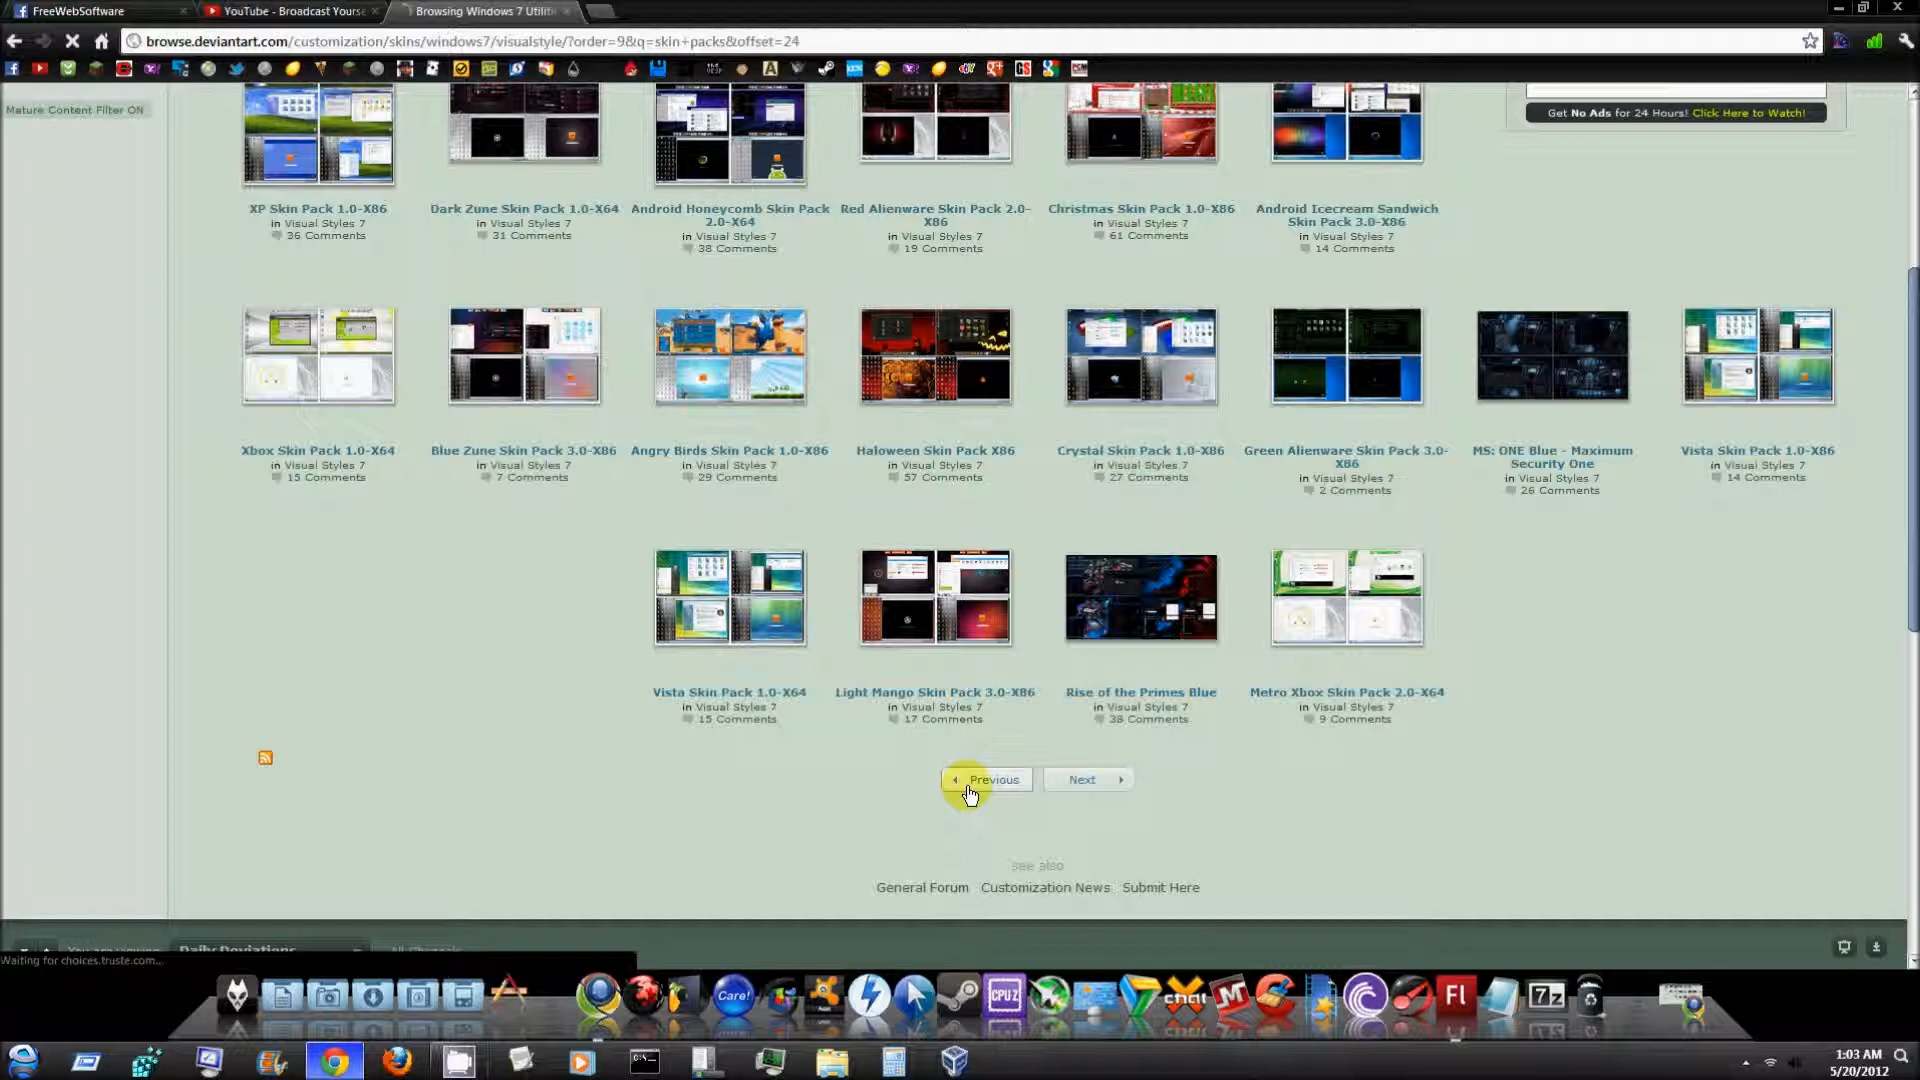 FreeWebSoftware
YouTube - Broadcast Yourse
Browsing Windows 7 Utiliti
browse.deviantart.com/customization/skins/windows7/visualstyle/?order=9&q=skin+packs&offset=24
Mature Content Filter ON
Get No Ads for 24 Hours! Click Here to Watch!
XP Skin Pack 1.0-X86
in Visual Styles 7
36 Comments
Dark Zune Skin Pack 1.0-X64
in Visual Styles 7
31 Comments
Android Honeycomb Skin Pack
2.0-X64
in Visual Styles 7
38 Comments
Red Alienware Skin Pack 2.0-
X86
in Visual Styles 7
19 Comments
Christmas Skin Pack 1.0-X86
in Visual Styles 7
61 Comments
Android Icecream Sandwich
Skin Pack 3.0-X86
in Visual Styles 7
14 Comments
Xbox Skin Pack 1.0-X64
in Visual Styles 7
15 Comments
Blue Zune Skin Pack 3.0-X86
in Visual Styles 7
7 Comments
Angry Birds Skin Pack 1.0-X86
in Visual Styles 7
29 Comments
Haloween Skin Pack X86
in Visual Styles 7
57 Comments
Crystal Skin Pack 1.0-X86
in Visual Styles 7
27 Comments
Green Alienware Skin Pack 3.0-
X86
in Visual Styles 7
2 Comments
MS: ONE Blue - Maximum
Security One
in Visual Styles 7
26 Comments
Vista Skin Pack 1.0-X86
in Visual Styles 7
14 Comments
Vista Skin Pack 1.0-X64
in Visual Styles 7
15 Comments
Light Mango Skin Pack 3.0-X86
in Visual Styles 7
17 Comments
Rise of the Primes Blue
in Visual Styles 7
38 Comments
Metro Xbox Skin Pack 2.0-X64
in Visual Styles 7
9 Comments
Previous
Next
see also
General Forum Customization News Submit Here
You are viewing Daily Deviations All Channels
Waiting for choices.truste.com...
Care!
CPU Z
chat
Fl
7z
1:03 AM
5/20/2012